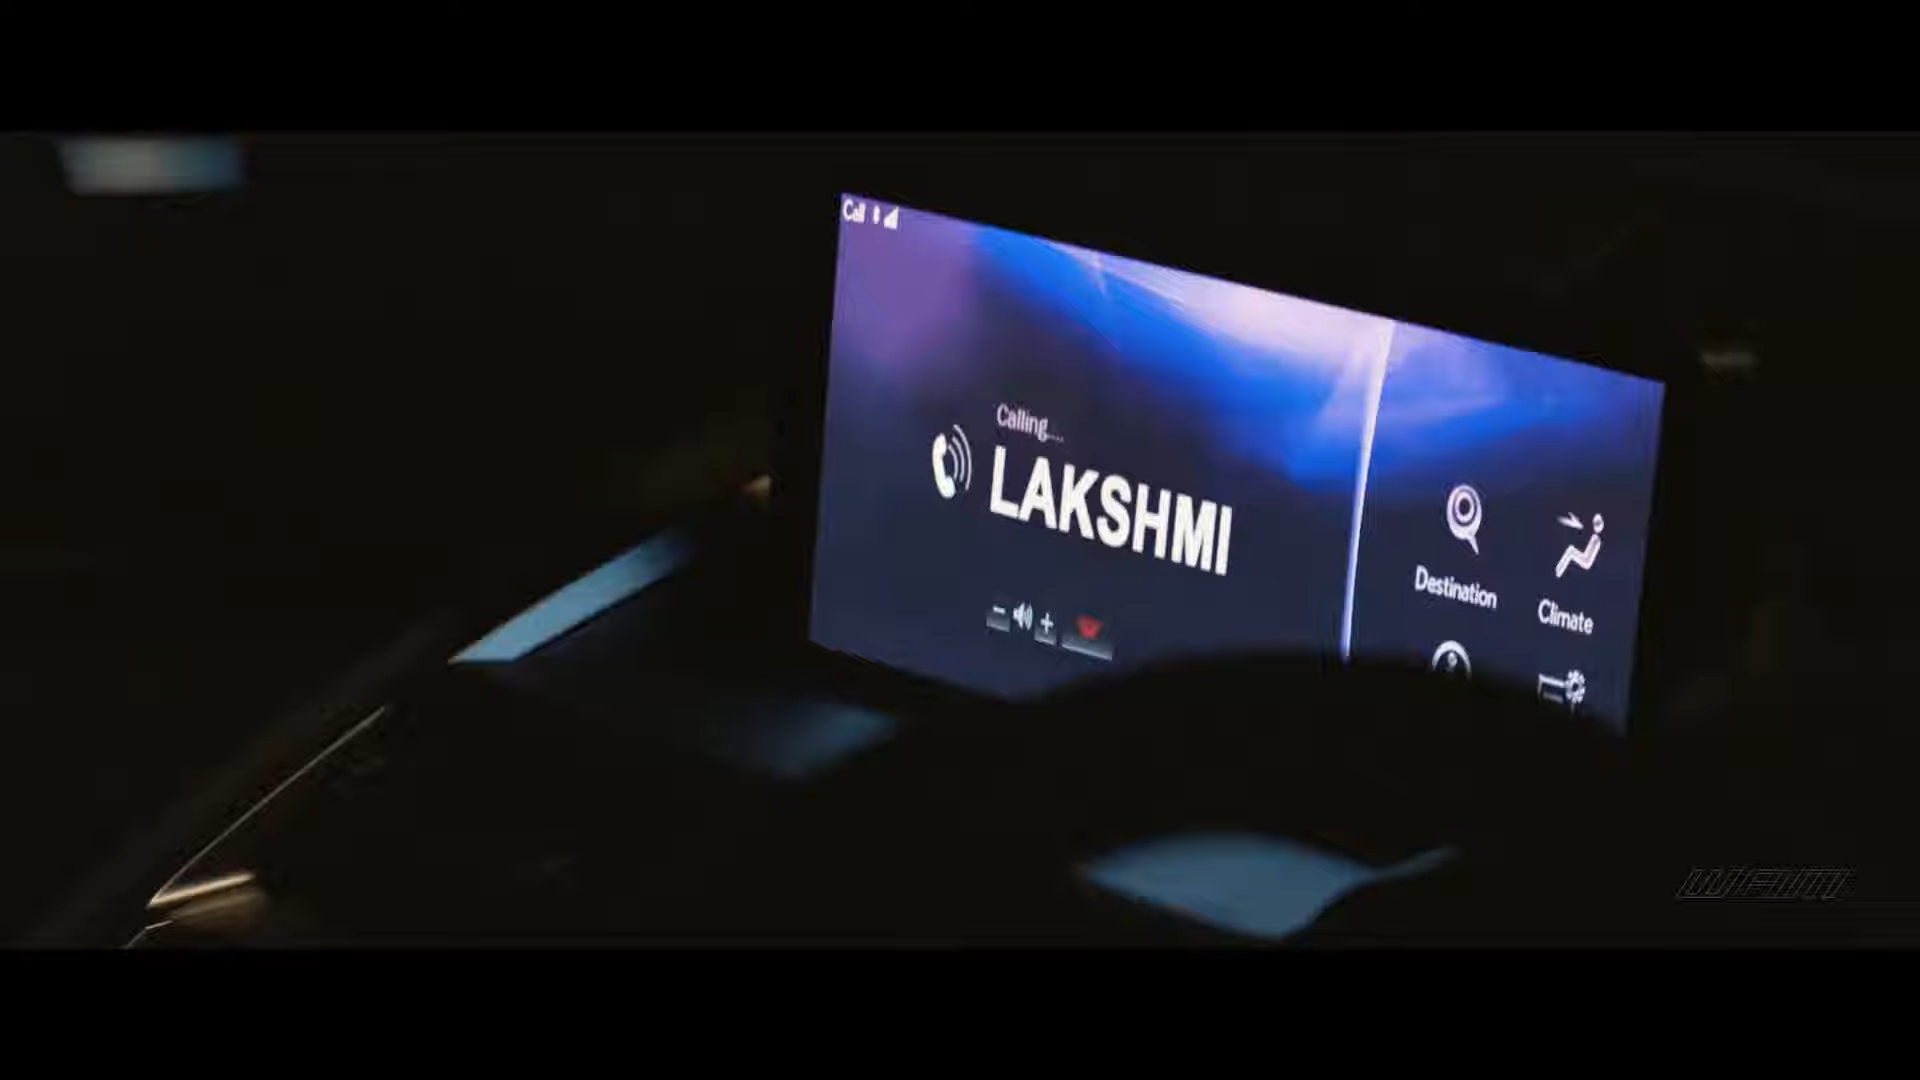 Call
Calling...
LAKSHMI
Destination
Climate